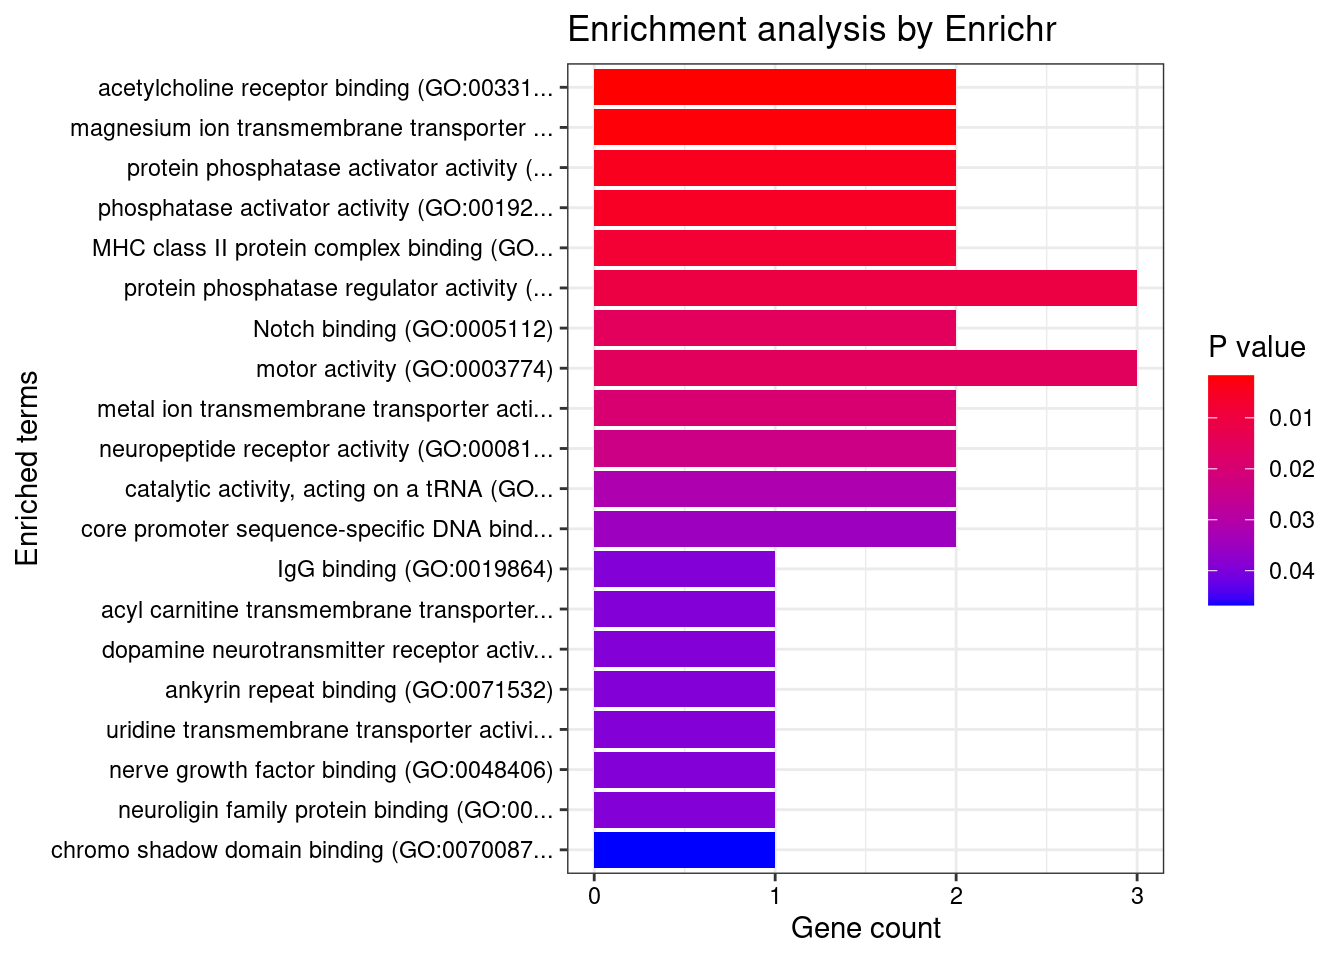 Enrichment analysis by Enrichr
Enriched terms
acetylcholine receptor binding (GO:00331...
magnesium ion transmembrane transporter ...
protein phosphatase activator activity (...
phosphatase activator activity (GO:00192...
MHC class II protein complex binding (GO...
protein phosphatase regulator activity (...
Notch binding (GO:0005112)
motor activity (GO:0003774)
metal ion transmembrane transporter acti...
neuropeptide receptor activity (GO:00081...
catalytic activity, acting on a tRNA (GO...
core promoter sequence-specific DNA bind...
IgG binding (GO:0019864)
acyl carnitine transmembrane transporter...
dopamine neurotransmitter receptor activ...
ankyrin repeat binding (GO:0071532)
uridine transmembrane transporter activi...
nerve growth factor binding (GO:0048406)
neuroligin family protein binding (GO:00...
chromo shadow domain binding (GO:0070087...
0 1 2 3
Gene count
P value
0.01
0.02
0.03
0.04